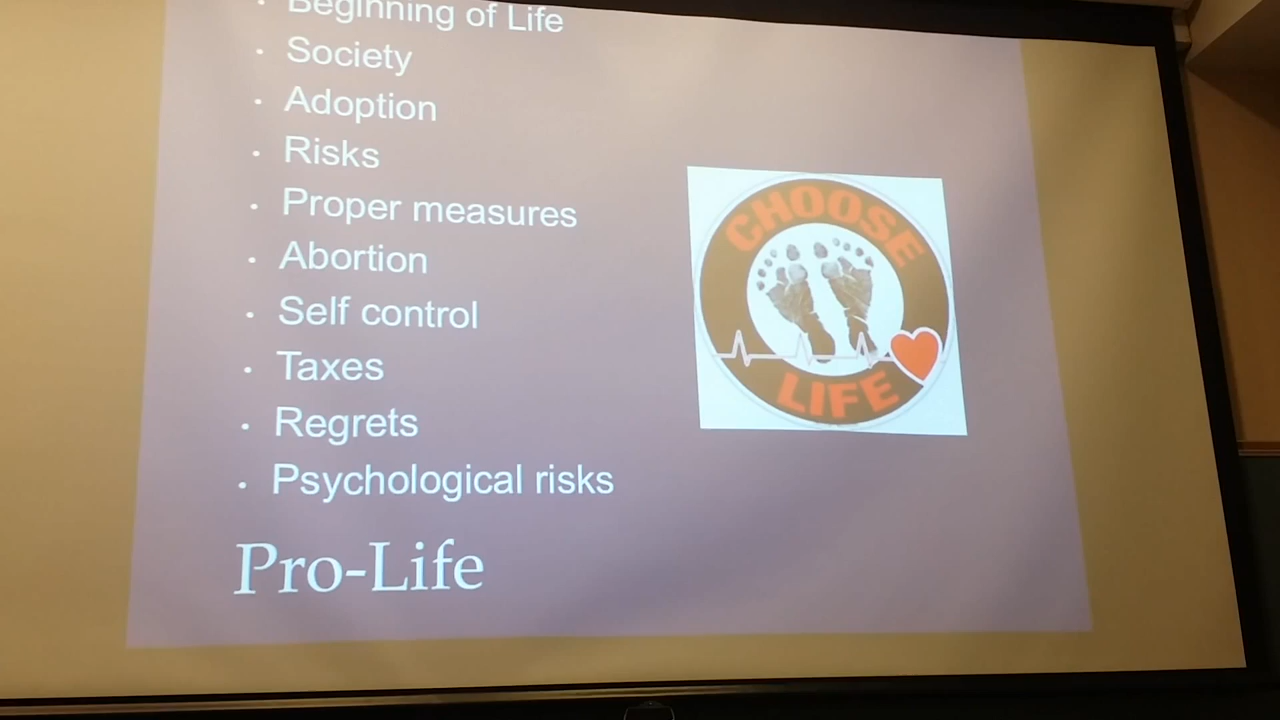 Beginning of Life
Society
Adoption
Risks
Proper measures
Abortion
Self control
Taxes
Regrets
Psychological risks
Pro-Life
CHOOSE
LIFE